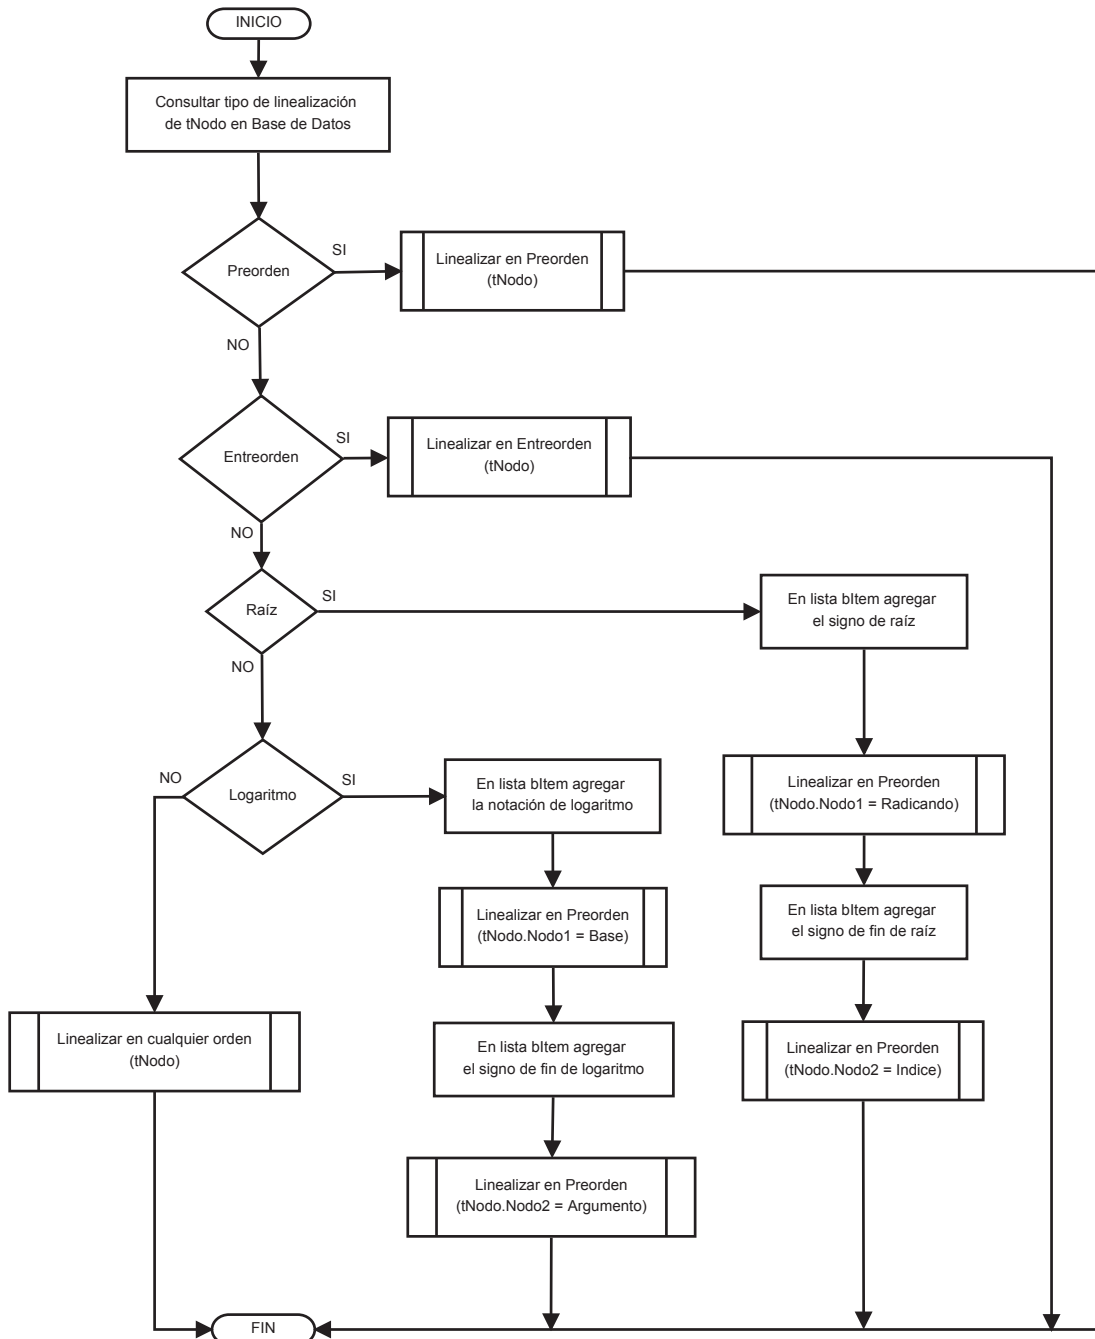 INICIO
Consultar tipo de linealización
de tNodo en Base de Datos
Preorden
SI
Linealizar en Preorden
(tNodo)
NO
Entreorden
SI
Linealizar en Entreorden
(tNodo)
NO
Raíz
SI
En lista bItem agregar
el signo de raíz
NO
Logaritmo
NO
SI
En lista bItem agregar
la notación de logaritmo
Linealizar en Preorden
(tNodo.Nodo1 = Radicando)
Linealizar en Preorden
(tNodo.Nodo1 = Base)
En lista bItem agregar
el signo de fin de raíz
Linealizar en cualquier orden
(tNodo)
En lista bItem agregar
el signo de fin de logaritmo
Linealizar en Preorden
(tNodo.Nodo2 = Indice)
Linealizar en Preorden
(tNodo.Nodo2 = Argumento)
FIN